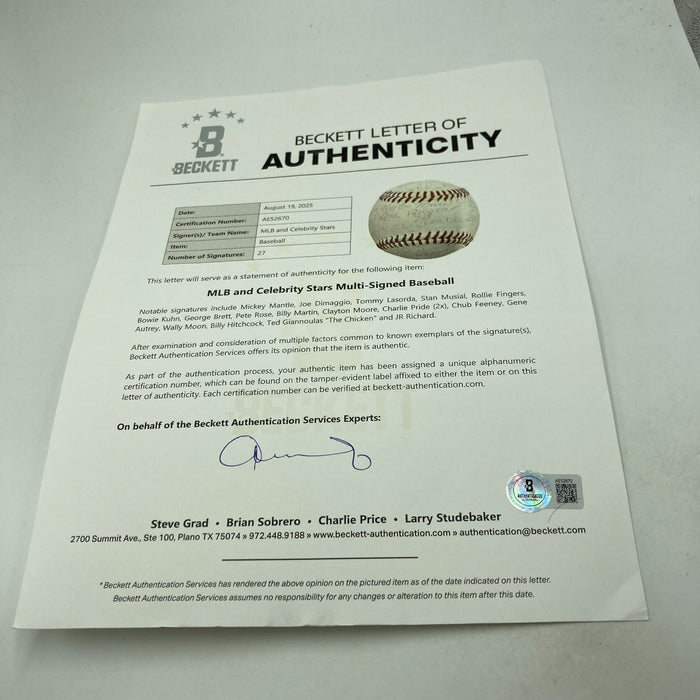 B
BECKETT
BECKETT LETTER OF
AUTHENTICITY
Date: August 19, 2025
Certification Number: AE52670
Signer(s)/ Team Name: MLB and Celebrity Stars
Item: Baseball
Number of Signatures: 27
This letter will serve as a statement of authenticity for the following item:
MLB and Celebrity Stars Multi-Signed Baseball
Notable signatures include Mickey Mantle, Joe Dimaggio, Tommy Lasorda, Stan Musial, Rollie Fingers,
Bowie Kuhn, George Brett, Pete Rose, Billy Martin, Clayton Moore, Charlie Pride (2x), Chub Feeney, Gene
Autrey, Wally Moon, Billy Hitchcock, Ted Giannoulas "The Chicken" and JR Richard.
After examination and consideration of multiple factors common to known exemplars of the signature(s),
Beckett Authentication Services offers its opinion that the item is authentic.
As part of the authentication process, your authentic item has been assigned a unique alphanumeric
certification number, which can be found on the tamper-evident label affixed to either the item or on this
letter of authenticity. Each certification number can be verified at beckett-authentication.com.
On behalf of the Beckett Authentication Services Experts:
B
AUTHENTICATED
AE52670
Steve Grad • Brian Sobrero • Charlie Price • Larry Studebaker
2700 Summit Ave., Ste 100, Plano TX 75074 » 972.448.9188 » www.beckett-authentication.com » authentication@beckett.com
*Beckett Authentication Services has rendered the above opinion on the pictured item as of the date indicated on this letter.
Beckett Authentication Services assumes no responsibility for any changes or alteration to this item after this date.